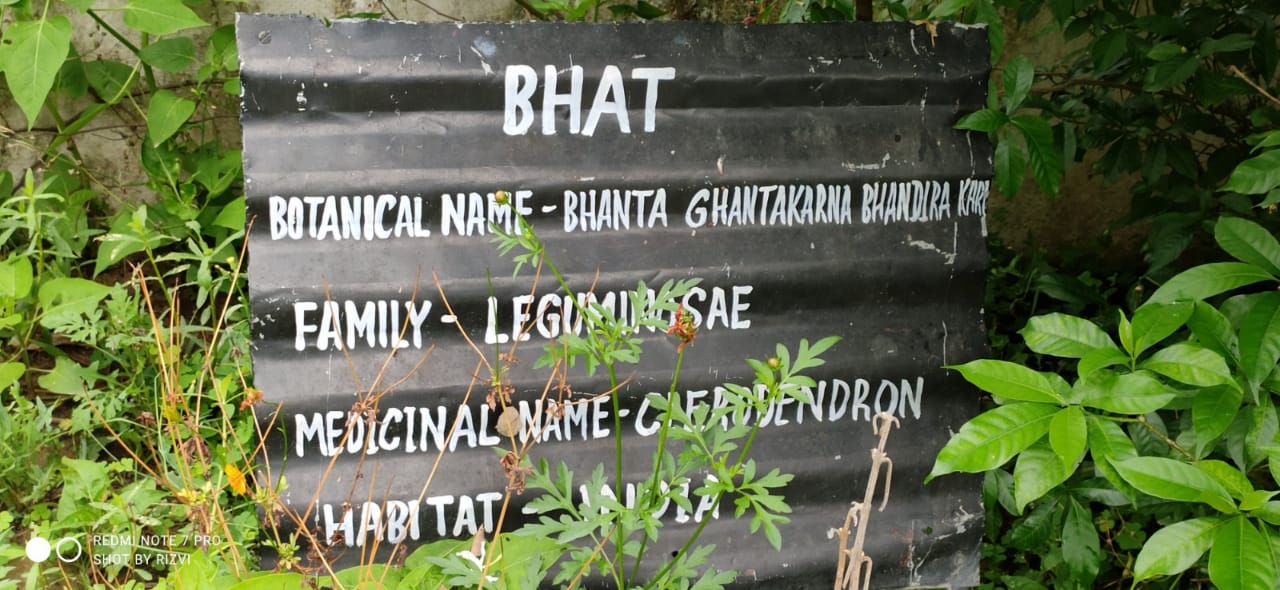 BHAT
BOTANICAL NAME - BHANTA GHANTAKARNA BHANDIRA KARI
FAMILY - LEGUMINOSAE
MEDICINAL NAME - CLERODENDRON
HABITAT - INDIA
REDMI NOTE 7 PRO
SHOT BY RIZVI